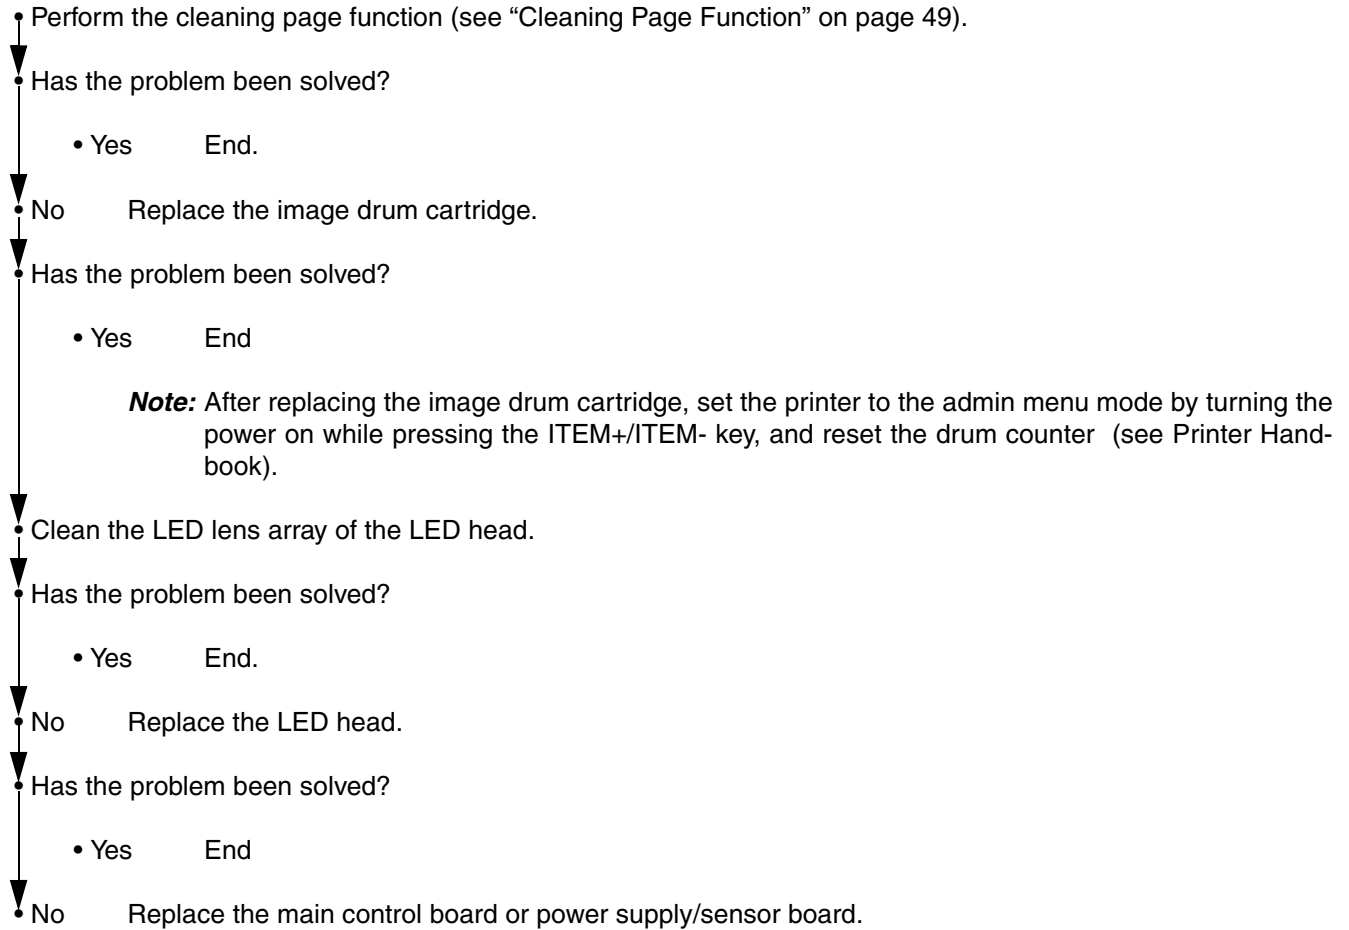 • Perform the cleaning page function (see “Cleaning Page Function” on page 49).
• Has the problem been solved?
• Yes End.
• No Replace the image drum cartridge.
• Has the problem been solved?
• Yes End
Note: After replacing the image drum cartridge, set the printer to the admin menu mode by turning the
power on while pressing the ITEM+/ITEM- key, and reset the drum counter (see Printer Hand-
book).
• Clean the LED lens array of the LED head.
• Has the problem been solved?
• Yes End.
• No Replace the LED head.
• Has the problem been solved?
• Yes End
• No Replace the main control board or power supply/sensor board.